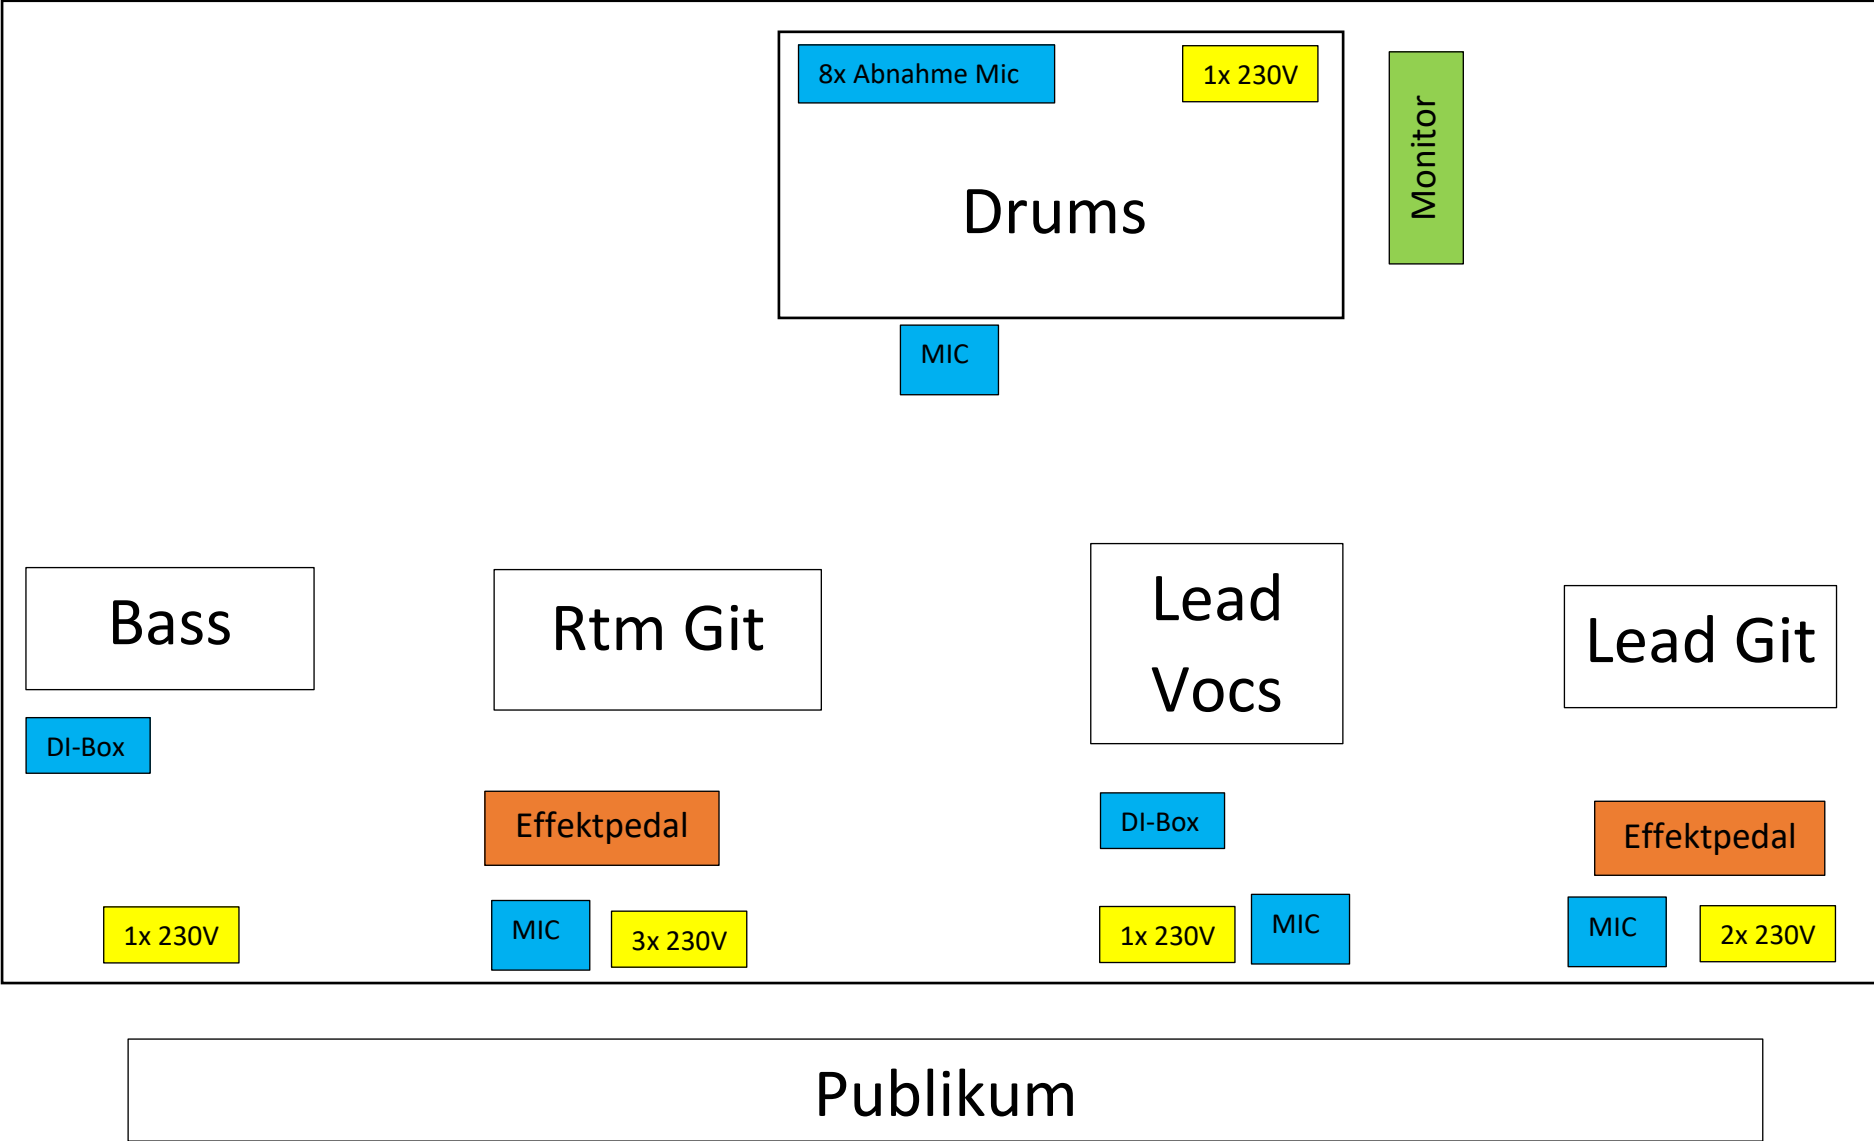 8x Abnahme Mic
1x 230V
Monitor
Drums
MIC
Bass
Rtm Git
Lead
Vocs
Lead Git
DI-Box
Effektpedal
DI-Box
Effektpedal
1x 230V
MIC
3x 230V
1x 230V
MIC
MIC
2x 230V
Publikum